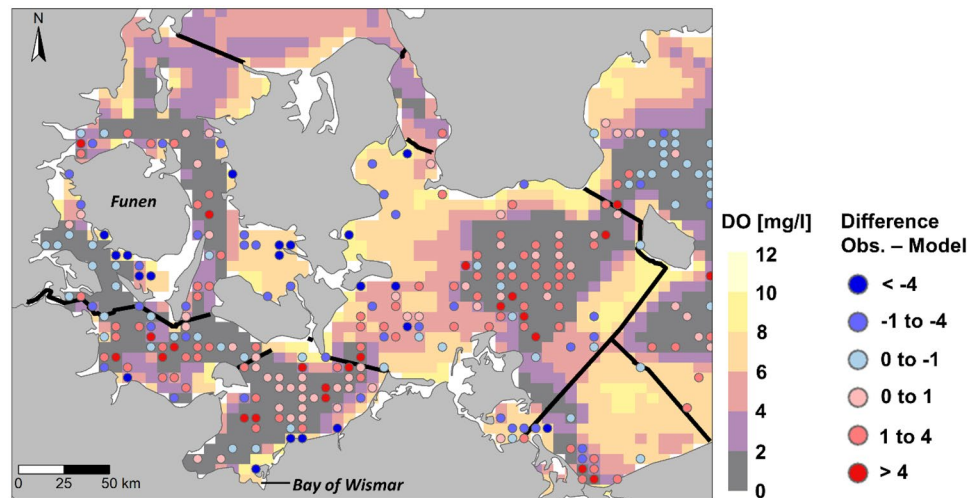 N
Funen
0 25 50 km
Bay of Wismar
DO [mg/l]
12
10
8
6
4
2
0
Difference
Obs. – Model
< -4
-1 to -4
0 to -1
0 to 1
1 to 4
> 4